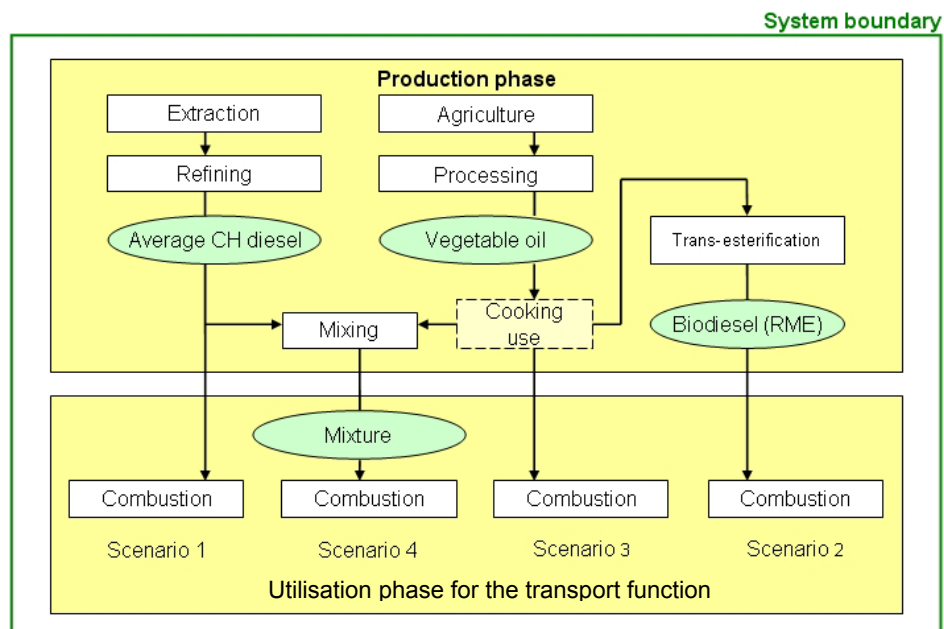 System boundary
Production phase
Extraction
Agriculture
Refining
Processing
Average CH diesel
Vegetable oil
Trans-esterification
Mixing
Cooking
use
Biodiesel (RME)
Mixture
Combustion
Combustion
Combustion
Combustion
Scenario 1
Scenario 4
Scenario 3
Scenario 2
Utilisation phase for the transport function